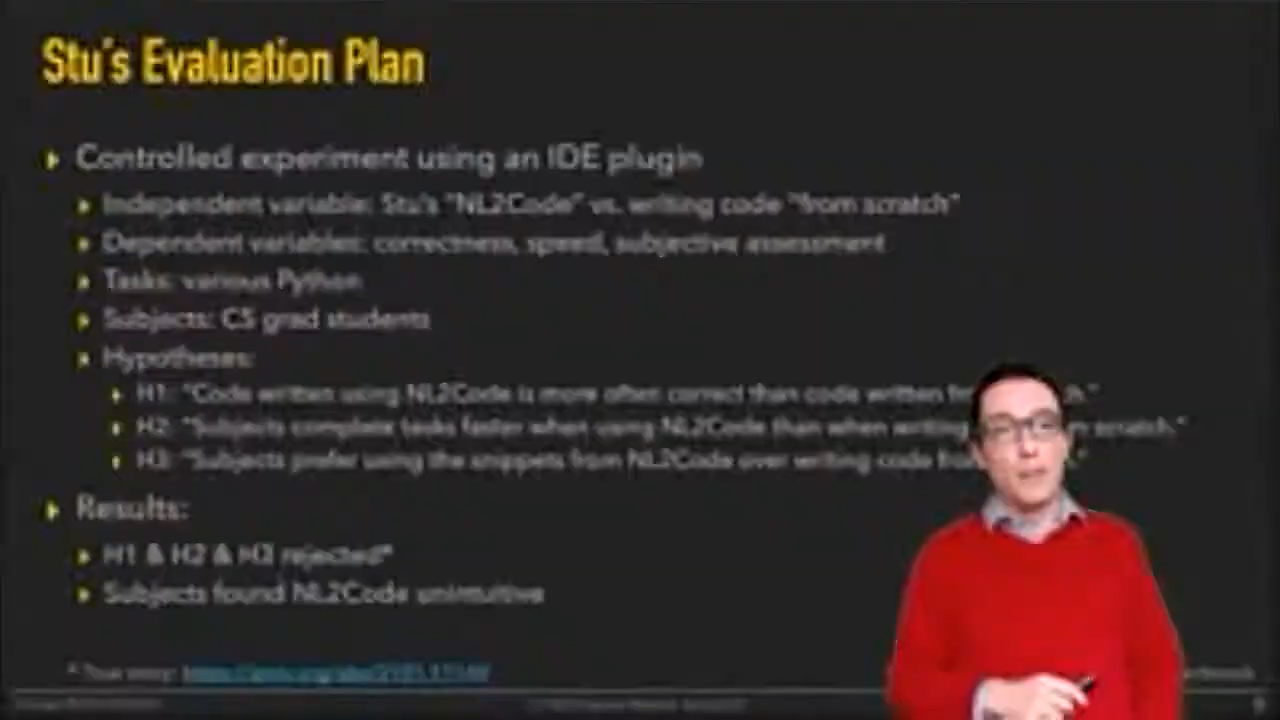 Stu's Evaluation Plan
Controlled experiment using an IDE plugin
Independent variable: Stu's "NL2Code" vs. writing code "from scratch"
Dependent variables: correctness, speed, subjective assessment
Tasks: various Python
Subjects: CS grad students
Hypotheses:
H1: "Code written using NL2Code is more often correct than code written
H2: "Subjects complete tasks faster when using NL2Code than when writing scratch."
H3: "Subjects prefer using the snippets from NL2Code over writing code
Results:
H1 & H2 & H3 rejected*
Subjects found NL2Code unintuitive
* True story: